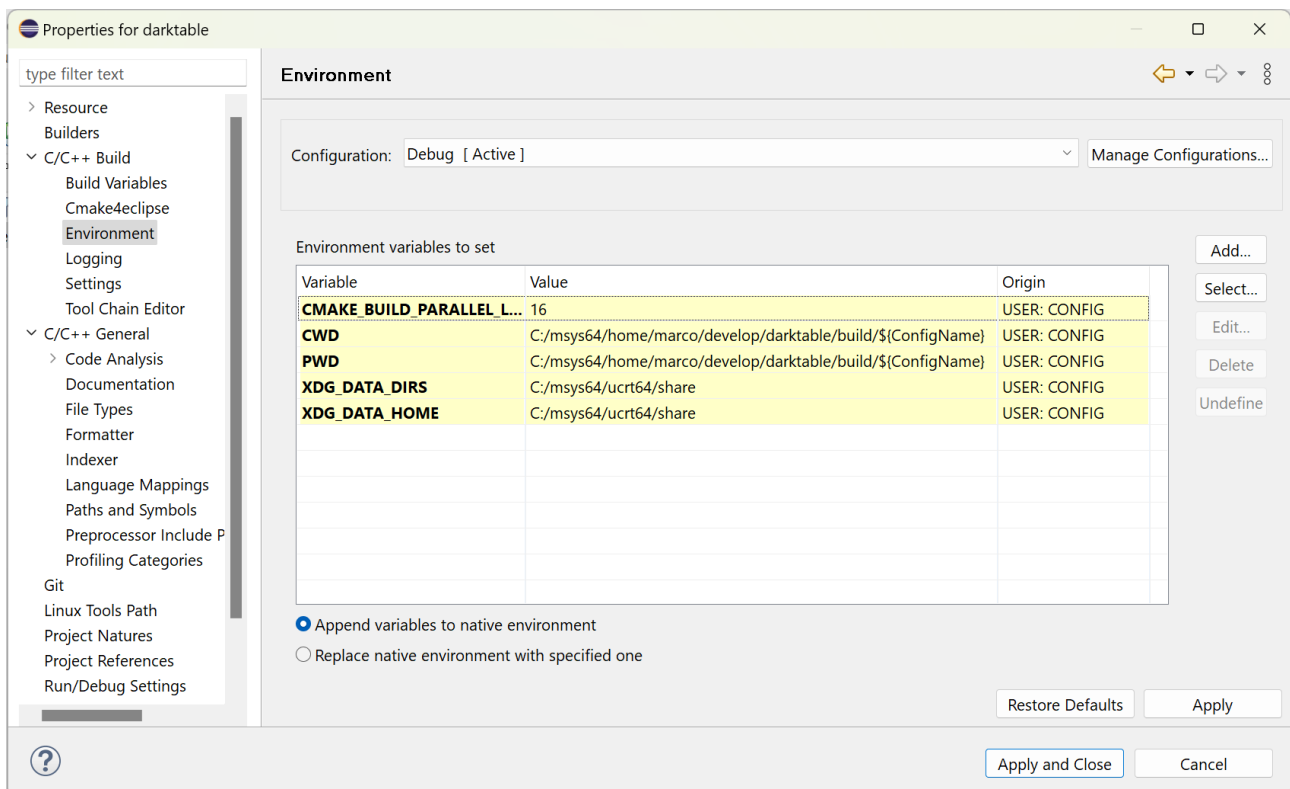 Properties for darktable
type filter text
Resource
Builders
C/C++ Build
Build Variables
Cmake4eclipse
Environment
Logging
Settings
Tool Chain Editor
C/C++ General
Code Analysis
Documentation
File Types
Formatter
Indexer
Language Mappings
Paths and Symbols
Preprocessor Include P
Profiling Categories
Git
Linux Tools Path
Project Natures
Project References
Run/Debug Settings
Environment
Configuration: Debug [ Active ] Manage Configurations...
Environment variables to set
Variable Value Origin
CMAKE_BUILD_PARALLEL_L... 16 USER: CONFIG
CWD C:/msys64/home/marco/develop/darktable/build/${ConfigName} USER: CONFIG
PWD C:/msys64/home/marco/develop/darktable/build/${ConfigName} USER: CONFIG
XDG_DATA_DIRS C:/msys64/ucrt64/share USER: CONFIG
XDG_DATA_HOME C:/msys64/ucrt64/share USER: CONFIG
Add...
Select...
Edit...
Delete
Undefine
Append variables to native environment
Replace native environment with specified one
Restore Defaults Apply
? Apply and Close Cancel